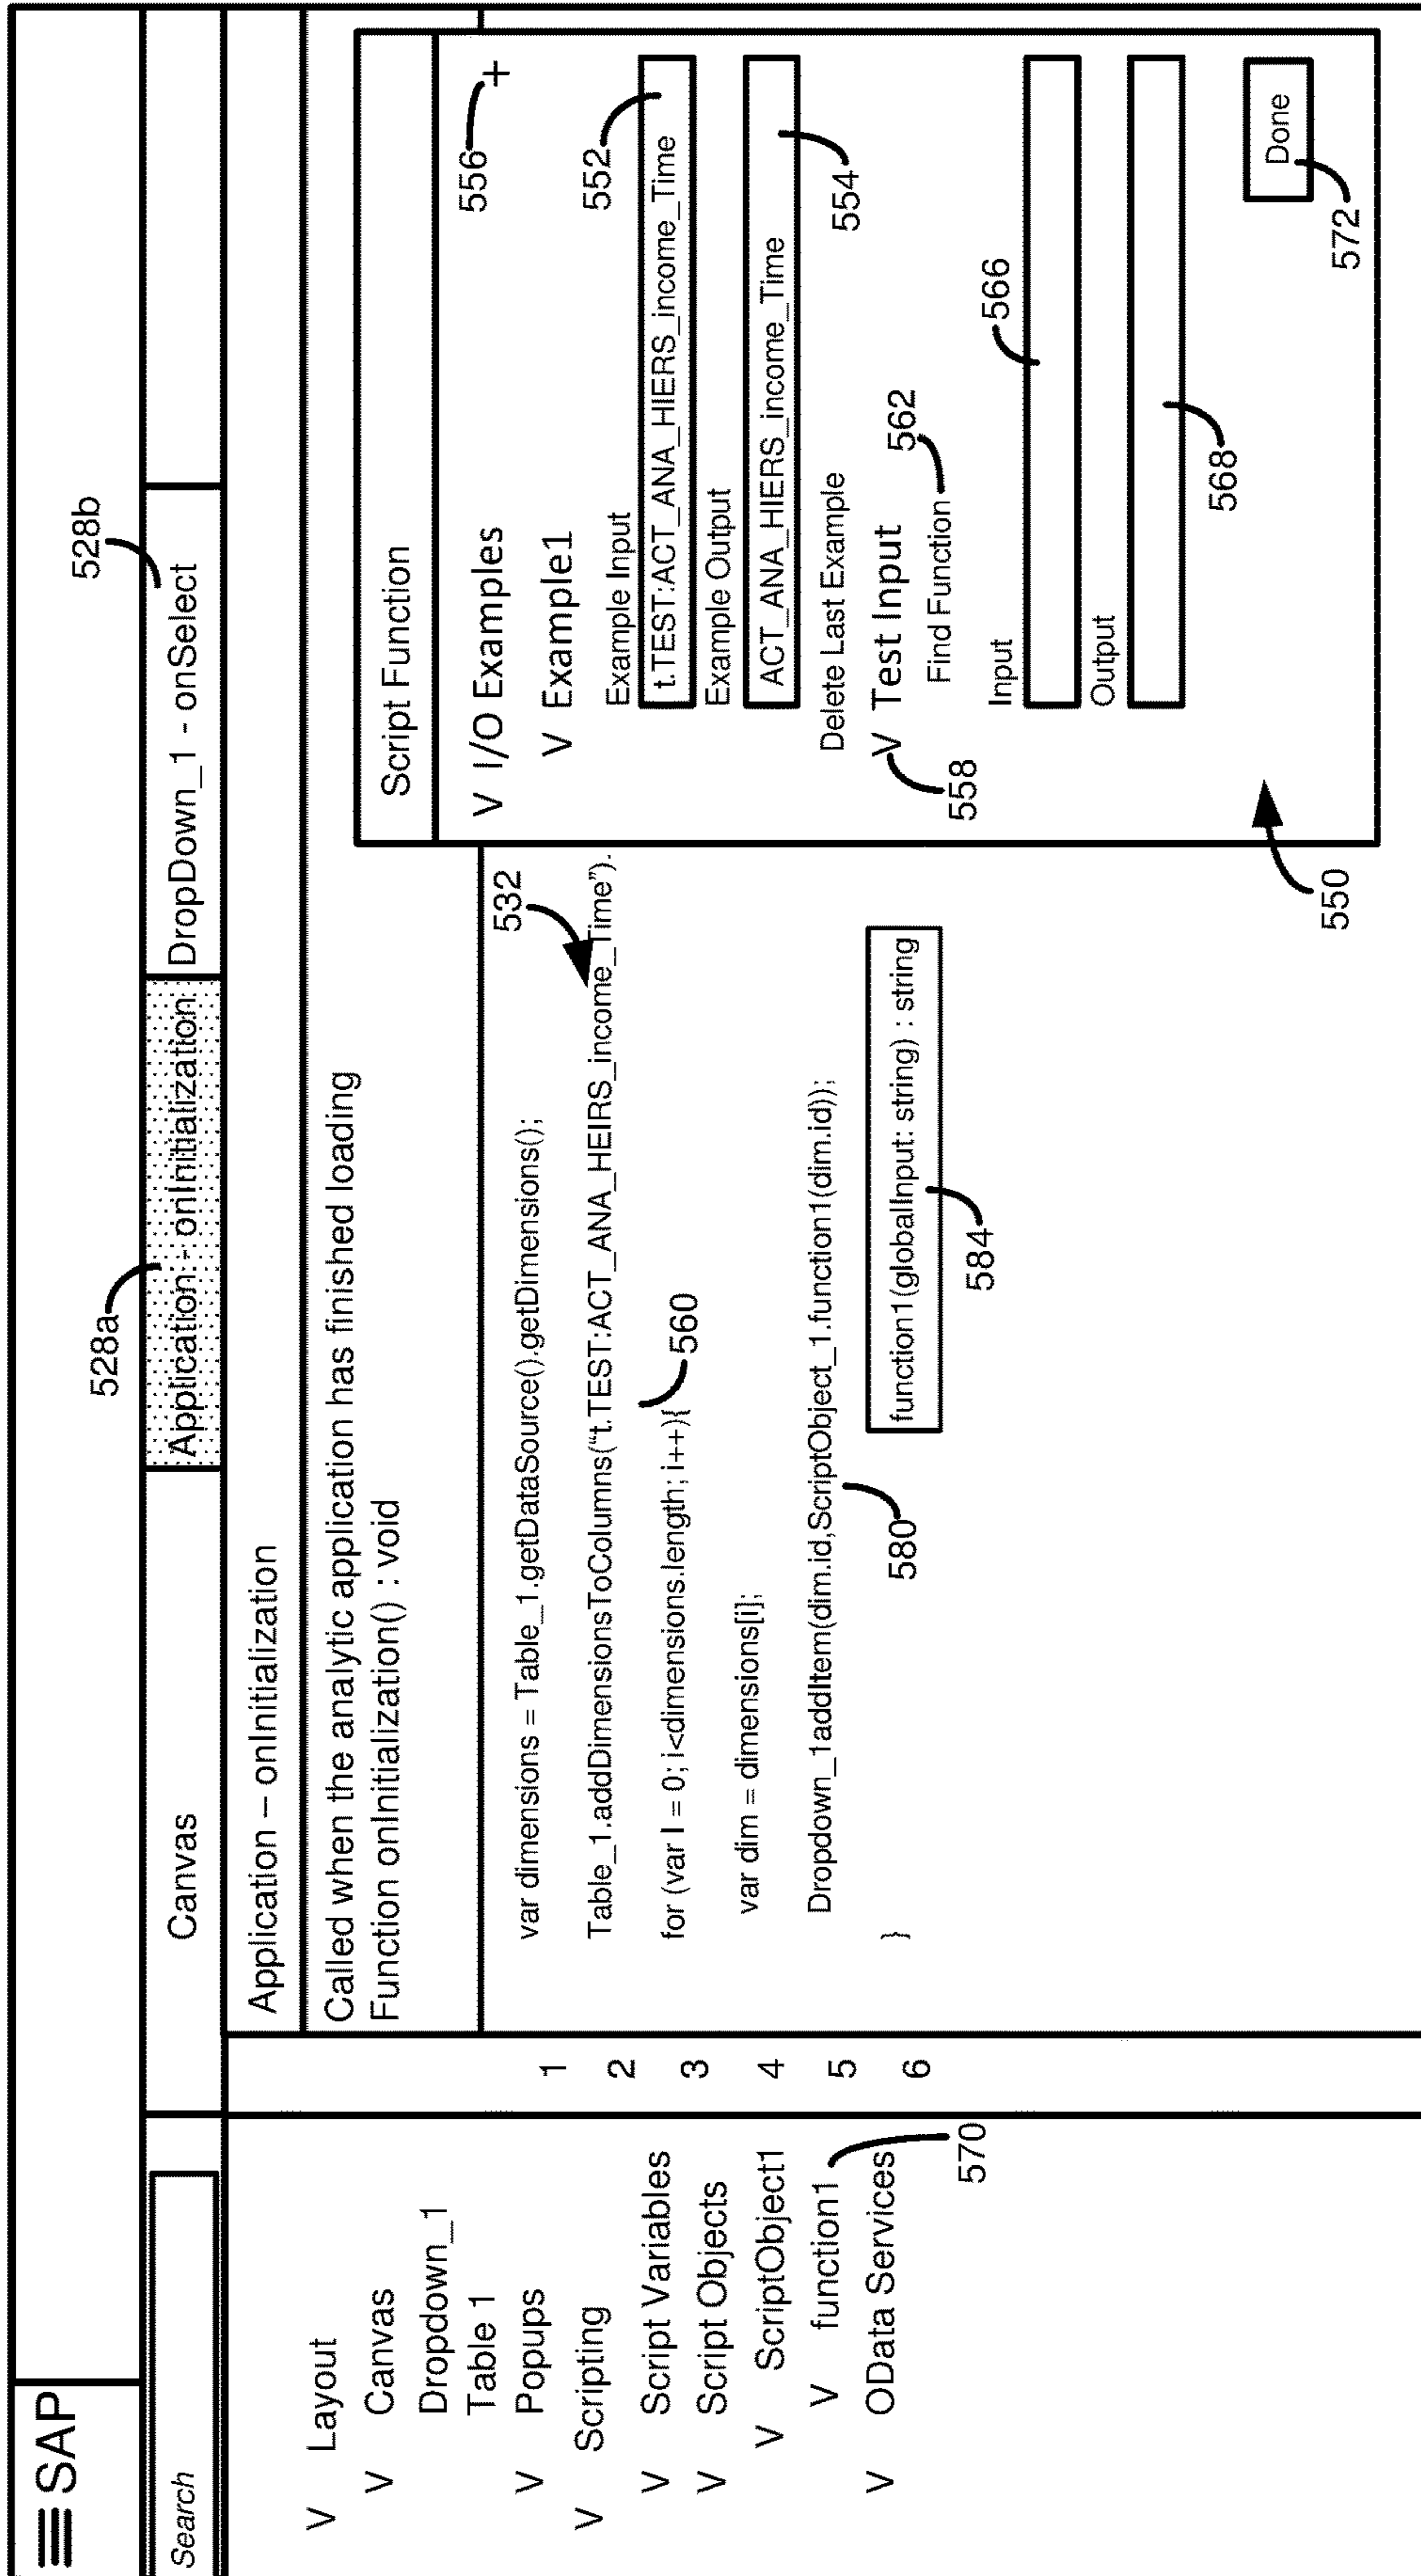 ≡SAP
Search
Canvas
Application - onInitialization
DropDown_1 - onSelect
528a
528b
V Layout
V Canvas
Dropdown_1
Table 1
V Popups
V Scripting
V Script Variables
V Script Objects
V ScriptObject1
V function1
V OData Services
570
Application – onInitialization
Called when the analytic application has finished loading
Function onInitialization() : void
1 var dimensions = Table_1.getDataSource().getDimensions();
2 Table_1.addDimensionsToColumns(“t.TEST:ACT_ANA_HEIRS_income_Time”).
3 for (var I = 0; i<dimensions.length; i++){
4 var dim = dimensions[i];
5 Dropdown_1addItem(dim.id,ScriptObject_1.function1(dim.id));
6 }
function1(globalInput: string) : string
532
560
580
584
Script Function
V I/O Examples
556
+
V Example1
Example Input
552
t.TEST:ACT_ANA_HIERS_income_Time
Example Output
ACT_ANA_HIERS_income_Time
554
Delete Last Example
V Test Input
558
Find Function
562
Input
566
Output
568
Done
572
550